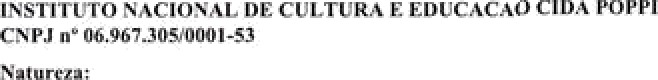 INSTITUTO NACIONAL DE CULTURA E EDUCACAO CIDA POPPI
CNPJ nº 06.967.305/0001-53
Natureza: